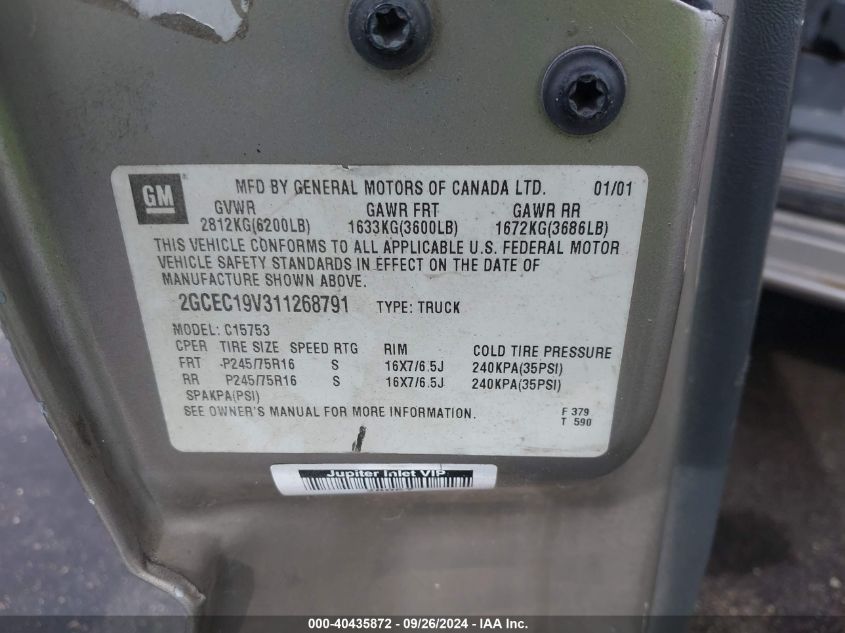 GM
MFD BY GENERAL MOTORS OF CANADA LTD. 01/01
GVWR GAWR FRT GAWR RR
2812KG(6200LB) 1633KG(3600LB) 1672KG(3686LB)
THIS VEHICLE CONFORMS TO ALL APPLICABLE U.S. FEDERAL MOTOR
VEHICLE SAFETY STANDARDS IN EFFECT ON THE DATE OF
MANUFACTURE SHOWN ABOVE.
2GCEC19V311268791 TYPE: TRUCK
MODEL: C15753
CPER TIRE SIZE SPEED RTG RIM COLD TIRE PRESSURE
FRT P245/75R16 S 16X7/6.5J 240KPA(35PSI)
RR P245/75R16 S 16X7/6.5J 240KPA(35PSI)
SPAKPA(PSI)
SEE OWNER'S MANUAL FOR MORE INFORMATION.
F 379
T 590
Jupiter Inlet VIP
000-40435872 / 09/26/2024 - IAA Inc.